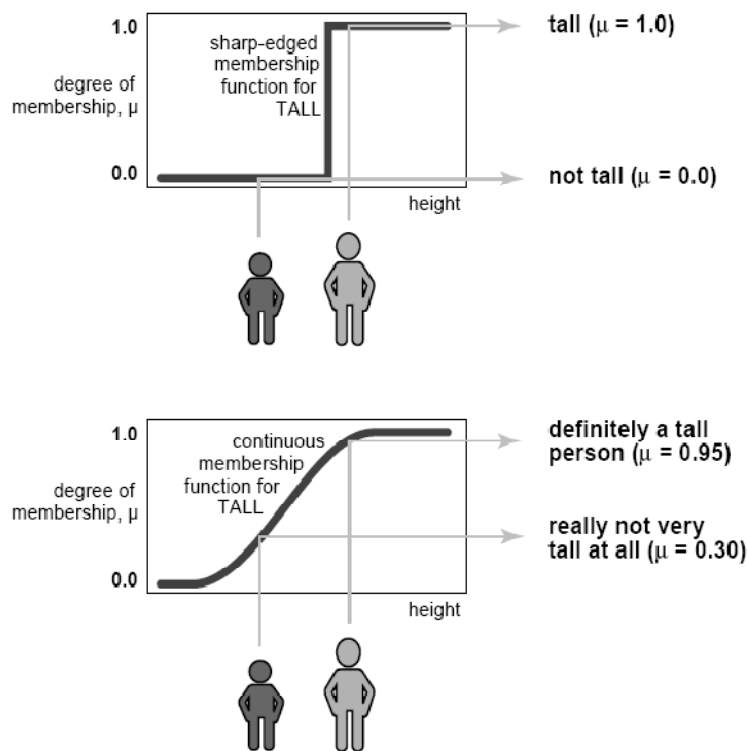 1.0
sharp-edged
membership
function for
TALL
degree of
membership, μ
0.0
height
tall (μ = 1.0)
not tall (μ = 0.0)
1.0
continuous
membership
function for
TALL
degree of
membership, μ
0.0
height
definitely a tall
person (μ = 0.95)
really not very
tall at all (μ = 0.30)